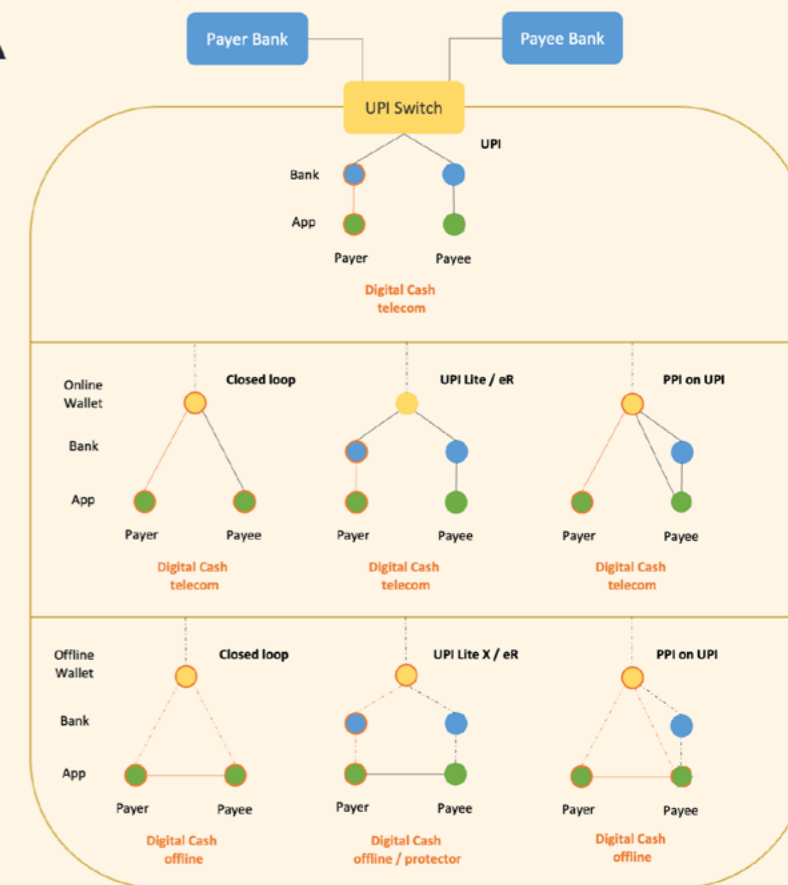 Payer Bank
Payee Bank
UPI Switch
UPI
Bank
App
Payer
Payee
Digital Cash
telecom
Online
Wallet
Closed loop
UPI Lite / eR
PPI on UPI
Bank
App
Payer
Payee
Payer
Payee
Payer
Payee
Digital Cash
telecom
Digital Cash
telecom
Digital Cash
telecom
Offline
Wallet
Closed loop
UPI Lite X / eR
PPI on UPI
Bank
App
Payer
Payee
Payer
Payee
Payer
Payee
Digital Cash
offline
Digital Cash
offline / protector
Digital Cash
offline